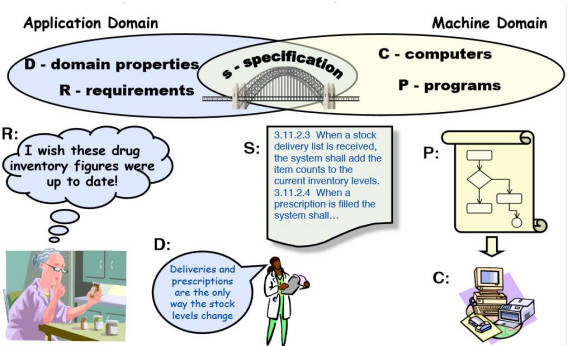 Application Domain
Machine Domain
D - domain properties
R - requirements
s - specification
C - computers
P - programs
R:
I wish these drug
inventory figures were
up to date!
S:
3.11.2.3 When a stock
delivery list is received,
the system shall add the
item counts to the
current inventory levels.
3.11.2.4 When a
prescription is filled the
system shall...
P:
D:
Deliveries and
prescriptions
are the only
way the stock
levels change
C: